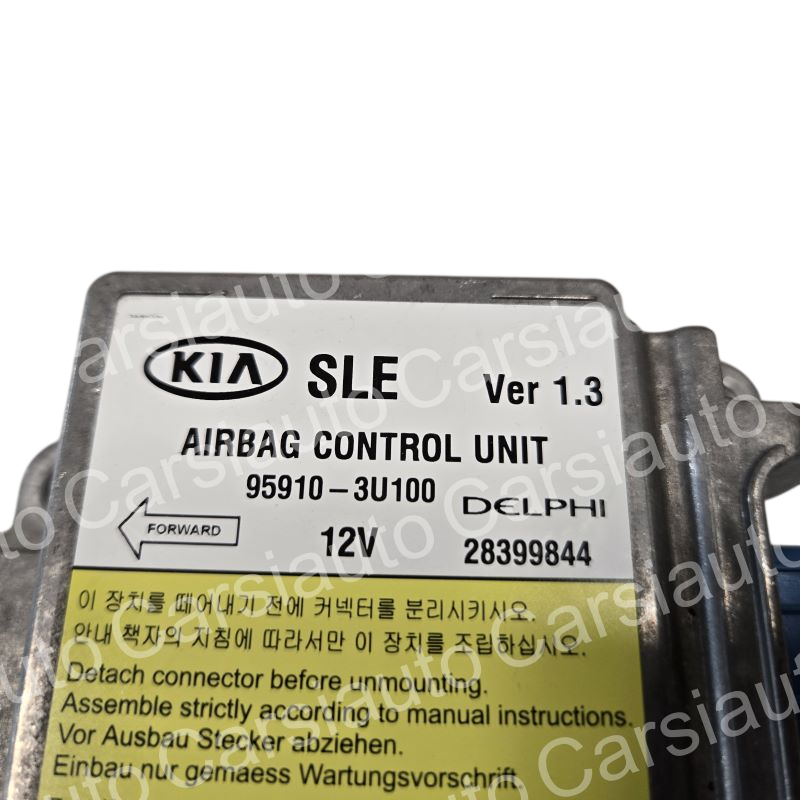 KIA SLE Ver 1.3
AIRBAG CONTROL UNIT
95910-3U100 DELPHI
FORWARD 12V 28399844
이 장치를 떼어내기 전에 커넥터를 분리시키시오.
안내 책자의 지침에 따라서만 이 장치를 조립하십시오.
Detach connector before unmounting.
Assemble strictly according to manual instructions.
Vor Ausbau Stecker abziehen.
Einbau nur gemaess Wartungsvorschrift.
Carsiauto